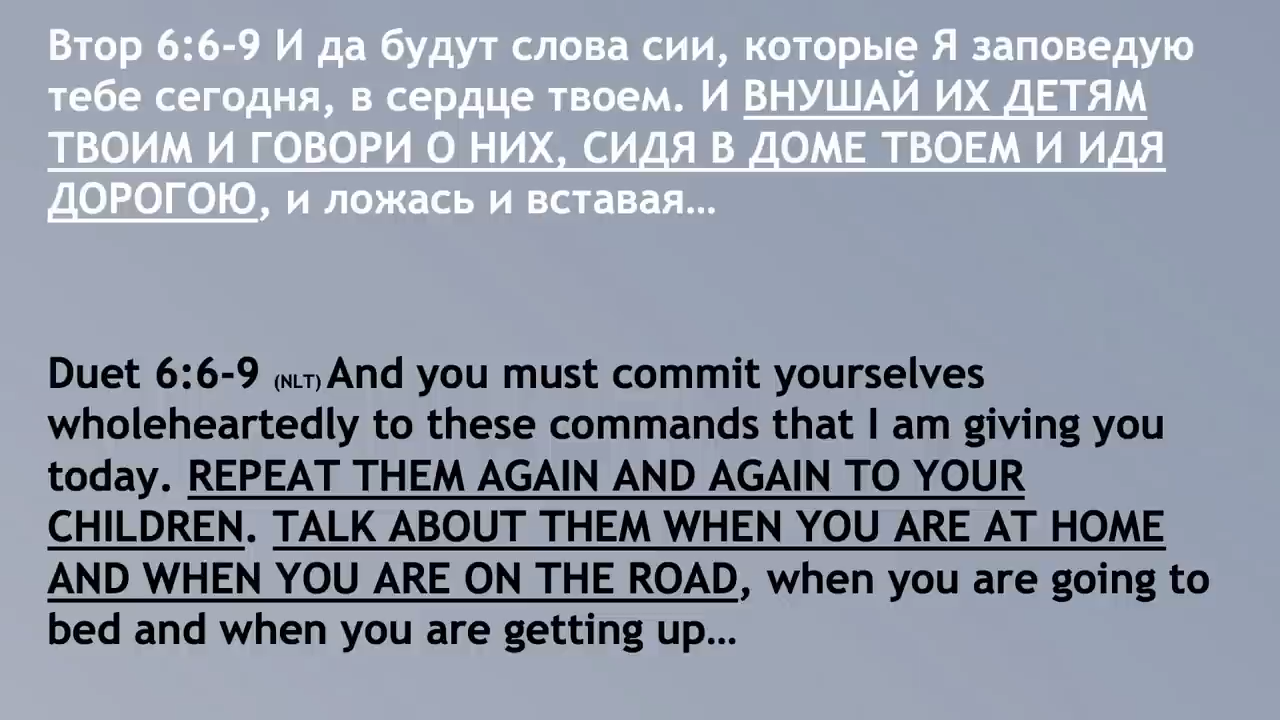 Втор 6:6-9 И да будут слова сии, которые Я заповедую
тебе сегодня, в сердце твоем. И ВНУШАЙ ИХ ДЕТЯМ
ТВОИМ И ГОВОРИ О НИХ, СИДЯ В ДОМЕ ТВОЕМ И ИДЯ
ДОРОГОЮ, и ложась и вставая…
Duet 6:6-9 (NLT) And you must commit yourselves
wholeheartedly to these commands that I am giving you
today. REPEAT THEM AGAIN AND AGAIN TO YOUR
CHILDREN. TALK ABOUT THEM WHEN YOU ARE AT HOME
AND WHEN YOU ARE ON THE ROAD, when you are going to
bed and when you are getting up…